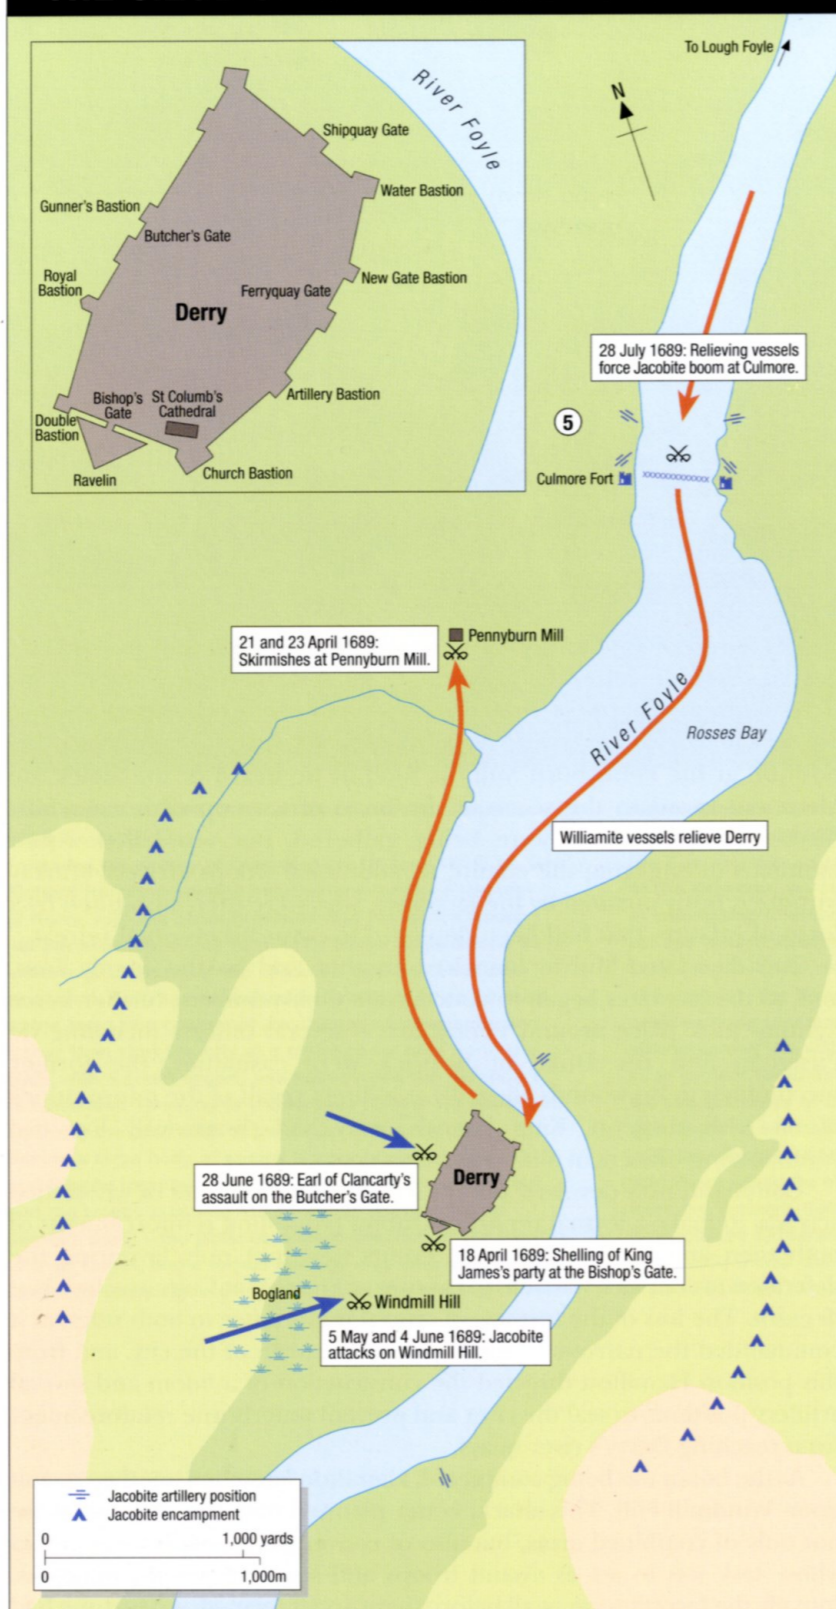 To Lough Foyle
N
River Foyle
Shipquay Gate
Water Bastion
Gunner's Bastion
Butcher's Gate
Royal
Bastion
Ferryquay Gate
New Gate Bastion
Derry
Bishop's
Gate
St Columb's
Cathedral
Artillery Bastion
Double
Bastion
Ravelin
Church Bastion
28 July 1689: Relieving vessels
force Jacobite boom at Culmore.
5
Culmore Fort
xxxxxxxxxxxxx
21 and 23 April 1689:
Skirmishes at Pennyburn Mill.
Pennyburn Mill
River Foyle
Rosses Bay
Williamite vessels relieve Derry
28 June 1689: Earl of Clancarty's
assault on the Butcher's Gate.
Derry
18 April 1689: Shelling of King
James's party at the Bishop's Gate.
Bogland
Windmill Hill
5 May and 4 June 1689: Jacobite
attacks on Windmill Hill.
Jacobite artillery position
Jacobite encampment
0 1,000 yards
0 1,000m